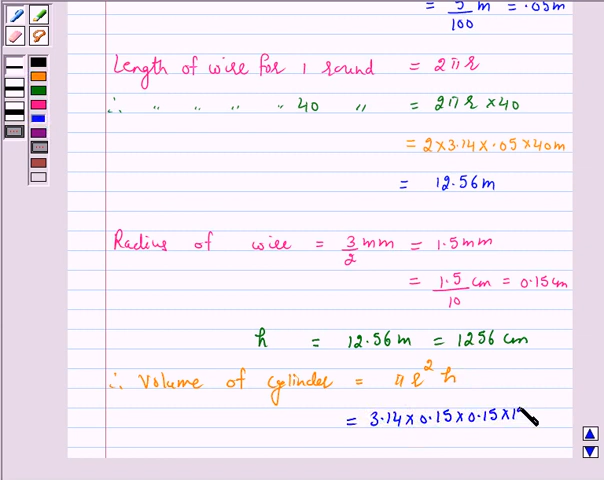 = 5/100 m = .05m
Length of wire for 1 round = 2πr
∴ " " " " 40 " = 2πr × 40
= 2×3.14×.05×40m
= 12.56m
Radius of wire = 3/2 mm = 1.5mm
= 1.5/10 cm = 0.15cm
h = 12.56m = 1256 cm
∴ Volume of cylinder = πr²h
= 3.14×0.15×0.15×1